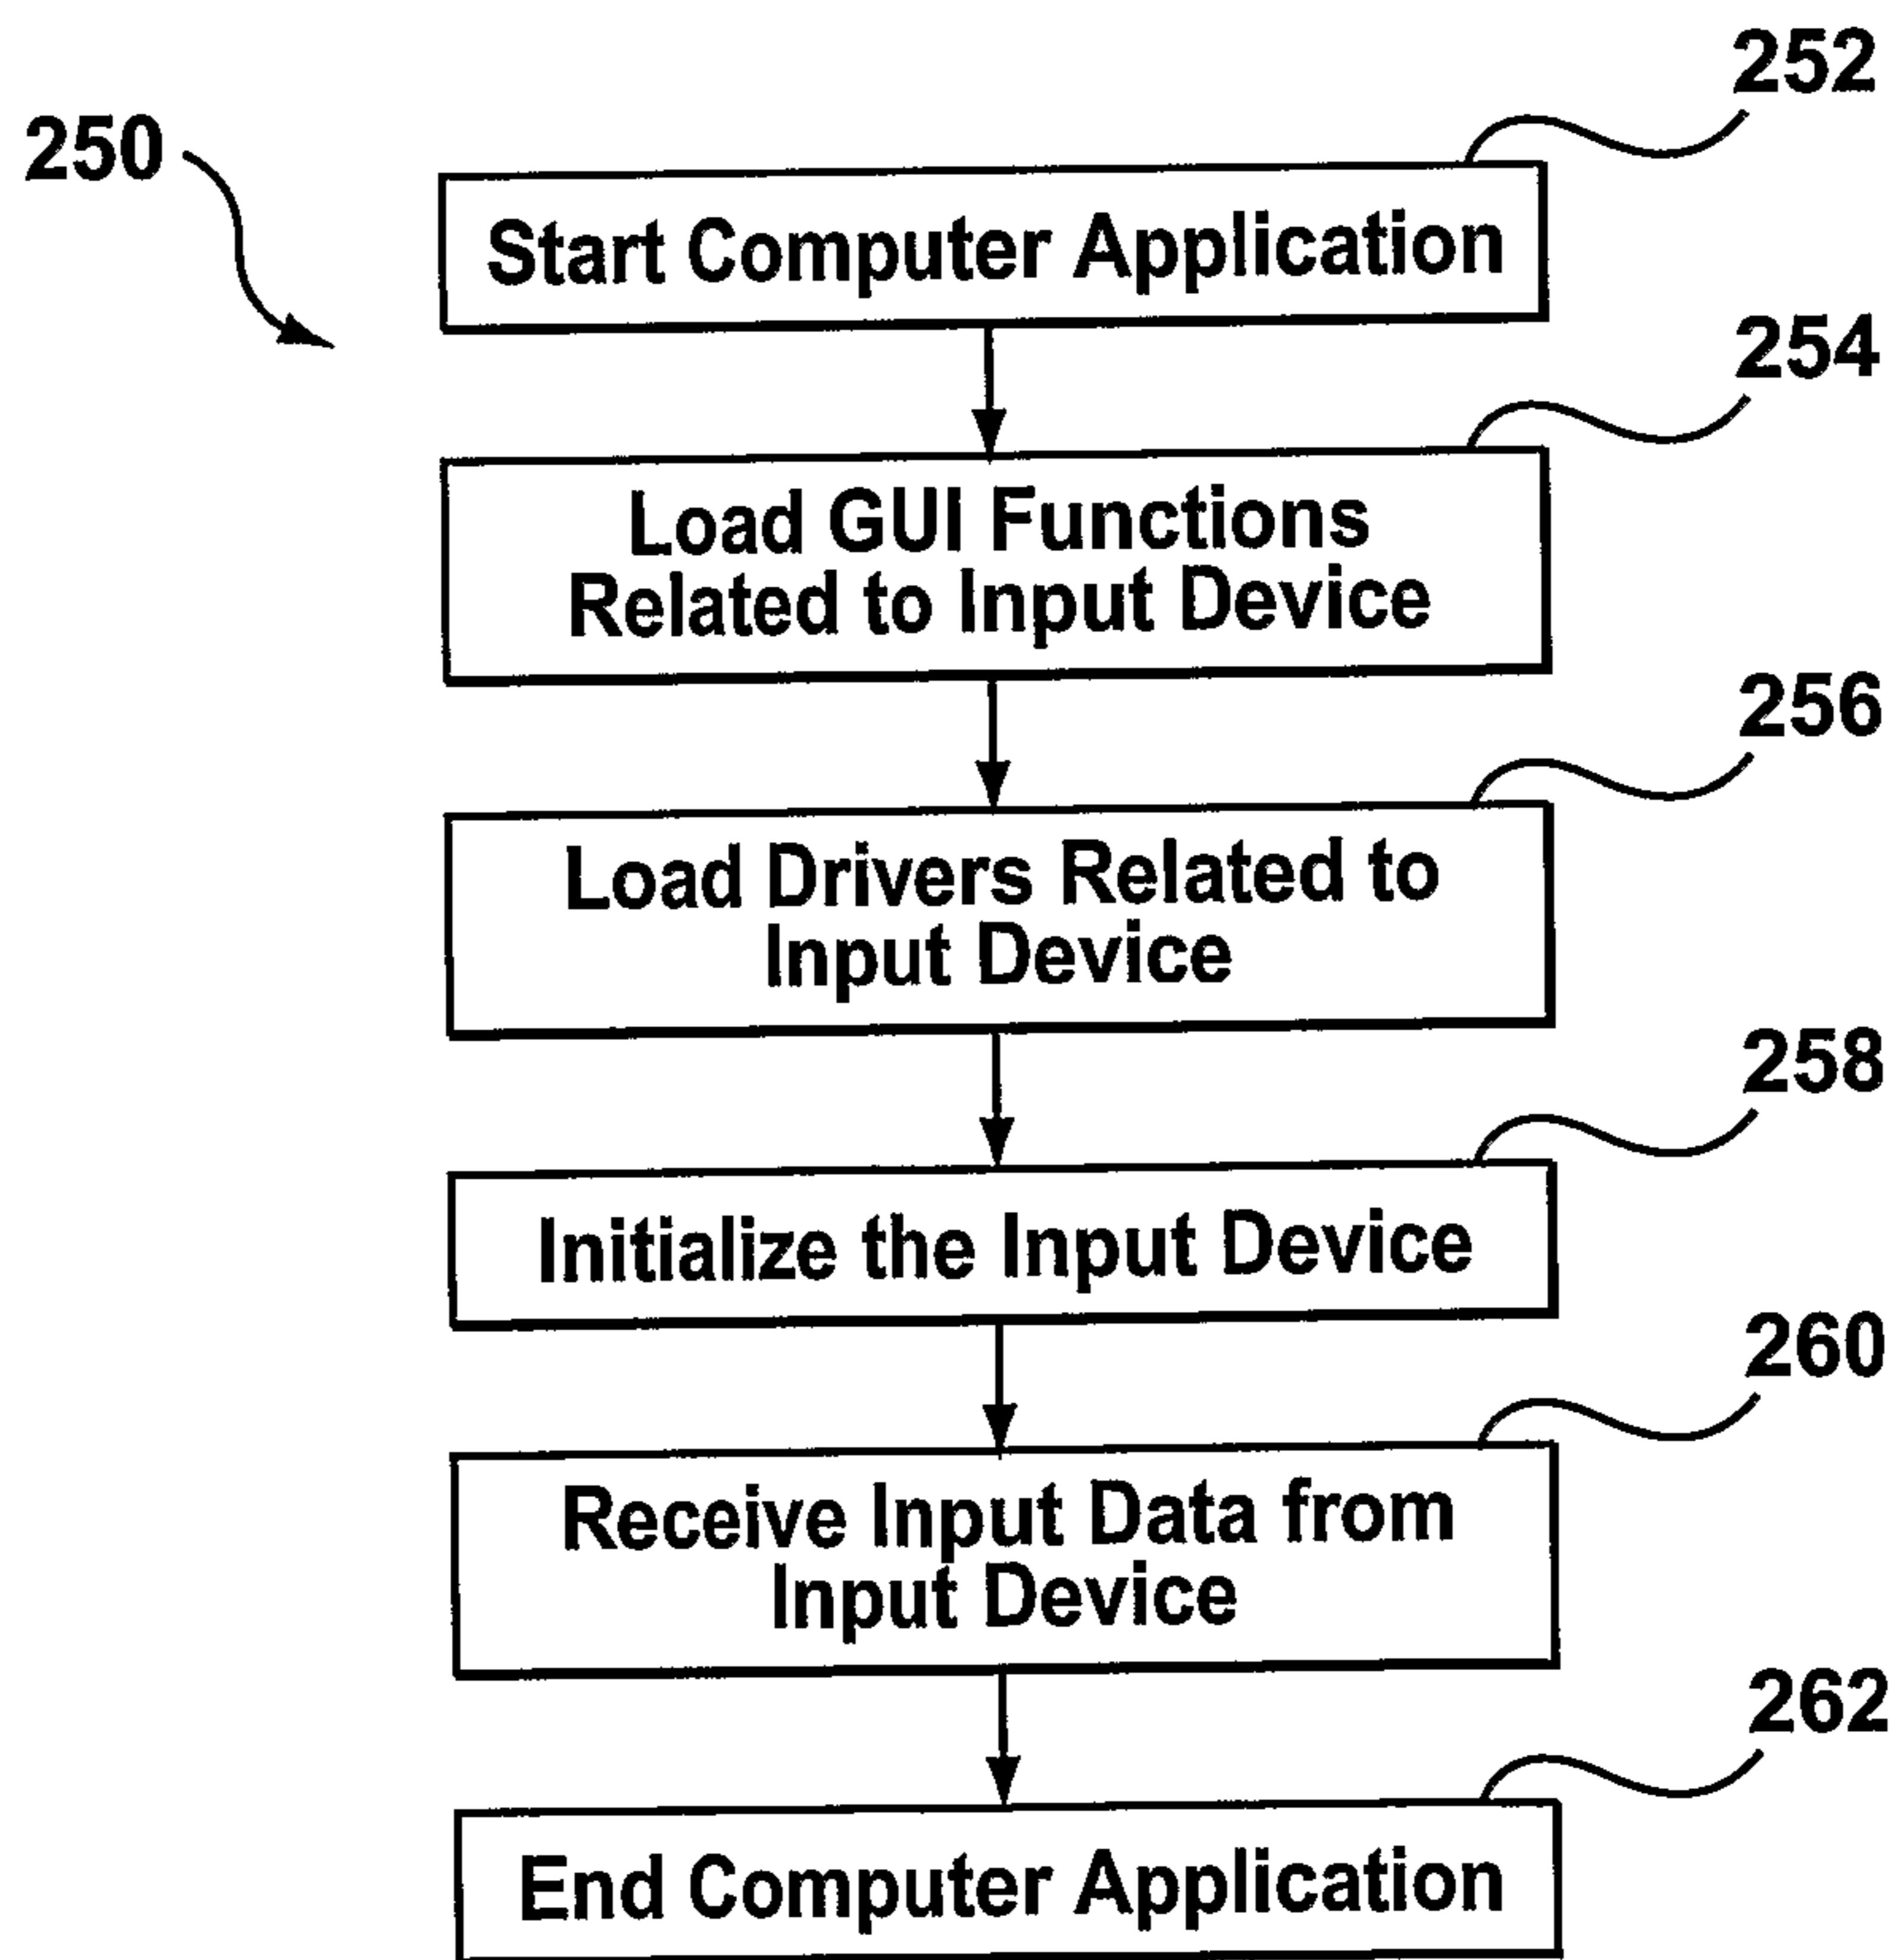 252
250
Start Computer Application
254
Load GUI Functions
Related to Input Device
256
Load Drivers Related to
Input Device
258
Initialize the Input Device
260
Receive Input Data from
Input Device
262
End Computer Application